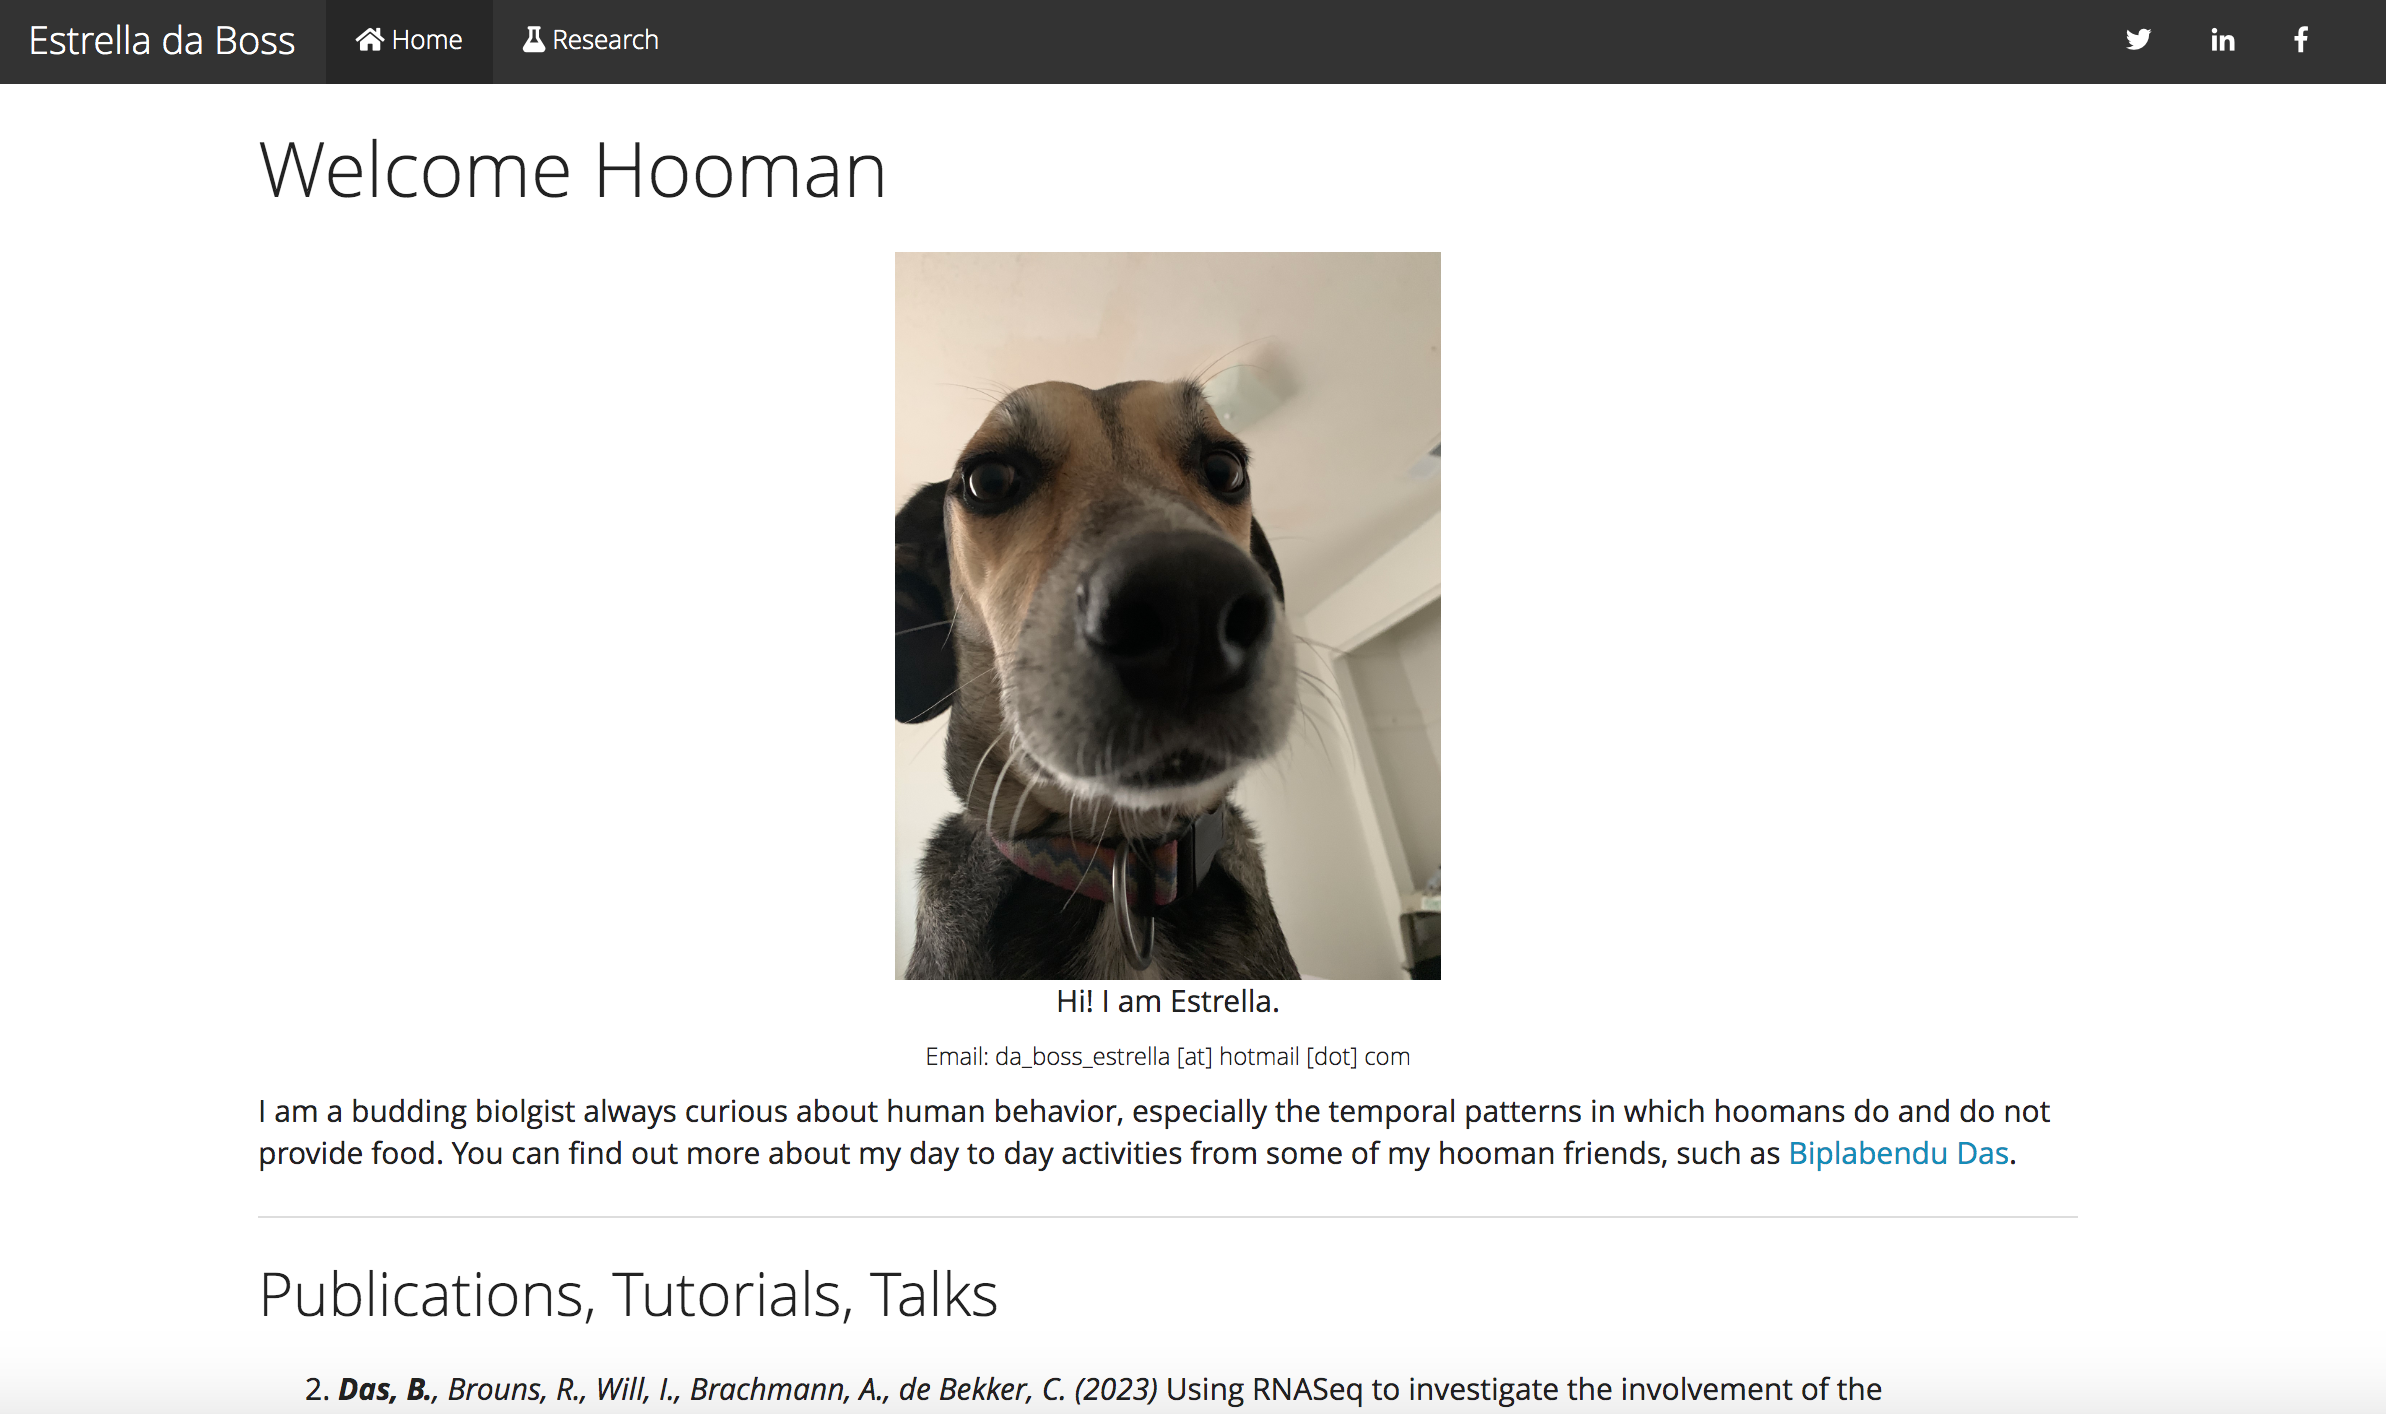 Estrella da Boss Home Research
Welcome Hooman
Hi! I am Estrella.
Email: da_boss_estrella [at] hotmail [dot] com
I am a budding biolgist always curious about human behavior, especially the temporal patterns in which hoomans do and do not
provide food. You can find out more about my day to day activities from some of my hooman friends, such as Biplabendu Das.
Publications, Tutorials, Talks
2. Das, B., Brouns, R., Will, I., Brachmann, A., de Bekker, C. (2023) Using RNASeq to investigate the involvement of the